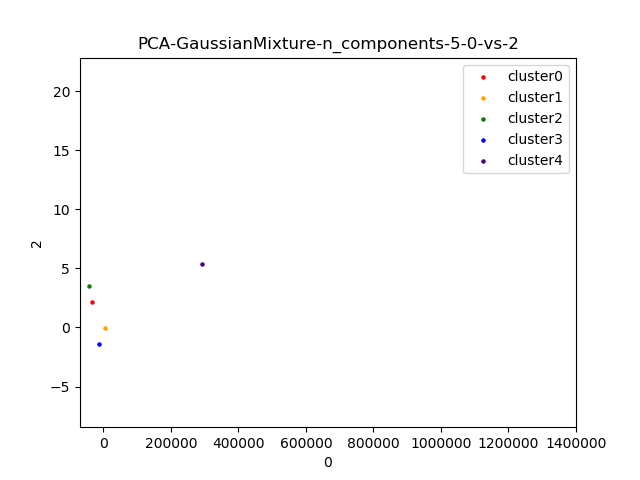 PCA-GaussianMixture-n_components-5-0-vs-2
cluster0
cluster1
cluster2
cluster3
cluster4
20
15
10
5
0
−5
2
0 200000 400000 600000 800000 1000000 1200000 1400000
0